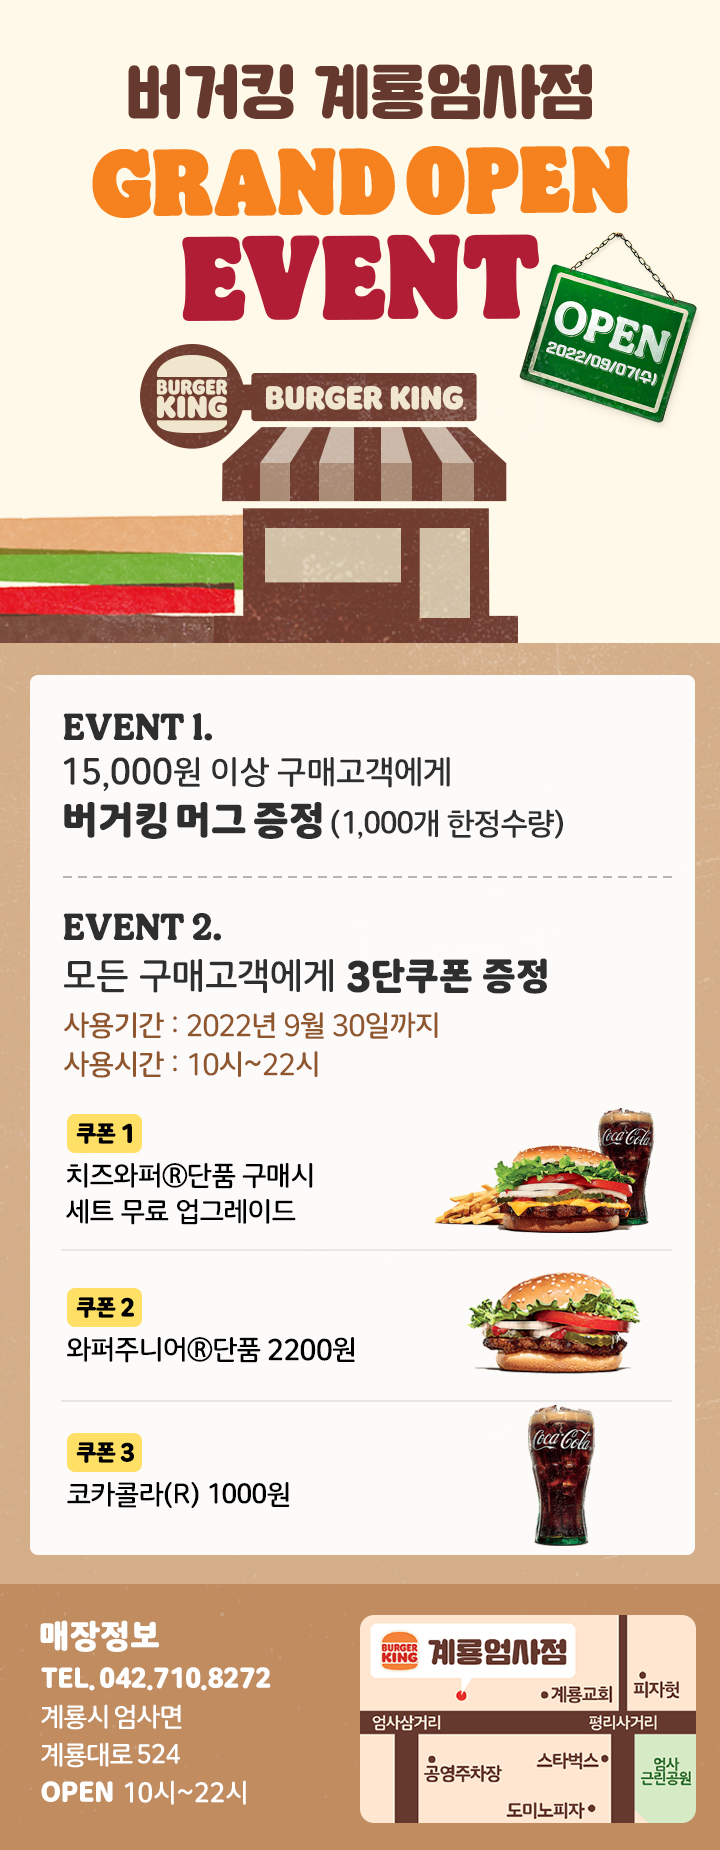 버거킹 계룡엄사점
GRAND OPEN
EVENT
OPEN
2022/09/07(수)
BURGER
KING
BURGER KING
EVENT 1.
15,000원 이상 구매고객에게
버거킹 머그 증정 (1,000개 한정수량)
EVENT 2.
모든 구매고객에게 3단쿠폰 증정
사용기간 : 2022년 9월 30일까지
사용시간 : 10시~22시
쿠폰 1
치즈와퍼®단품 구매시
세트 무료 업그레이드
Coca-Cola
쿠폰 2
와퍼주니어®단품 2200원
쿠폰 3
코카콜라(R) 1000원
Coca-Cola
매장정보
TEL. 042.710.8272
계룡시 엄사면
계룡대로 524
OPEN 10시~22시
BURGER
KING
계룡엄사점
계룡교회
피자헛
엄사삼거리
평리사거리
공영주차장
스타벅스
엄사
근린공원
도미노피자